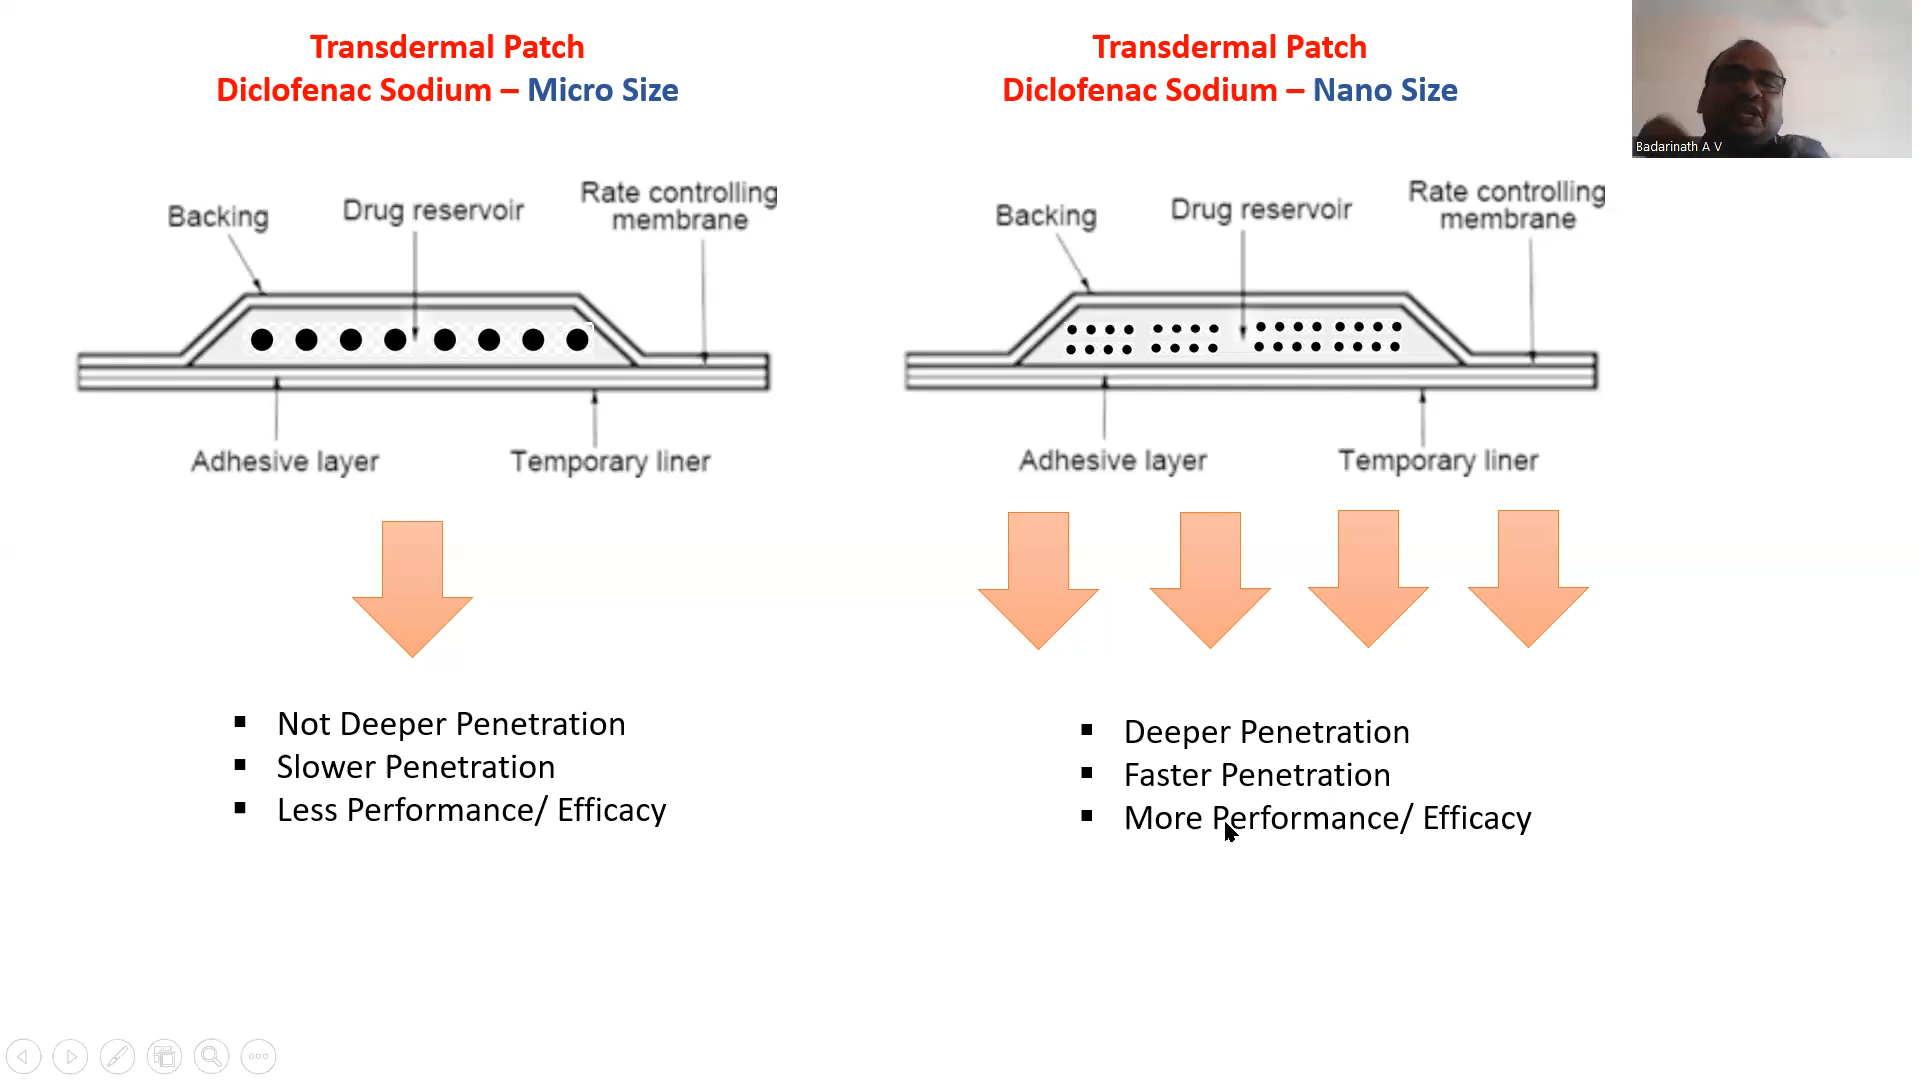 Transdermal Patch
Diclofenac Sodium – Micro Size
Backing
Drug reservoir
Rate controlling
membrane
Adhesive layer
Temporary liner
▪ Not Deeper Penetration
▪ Slower Penetration
▪ Less Performance/ Efficacy
Transdermal Patch
Diclofenac Sodium – Nano Size
Backing
Drug reservoir
Rate controlling
membrane
Adhesive layer
Temporary liner
▪ Deeper Penetration
▪ Faster Penetration
▪ More Performance/ Efficacy
Badarinath A V